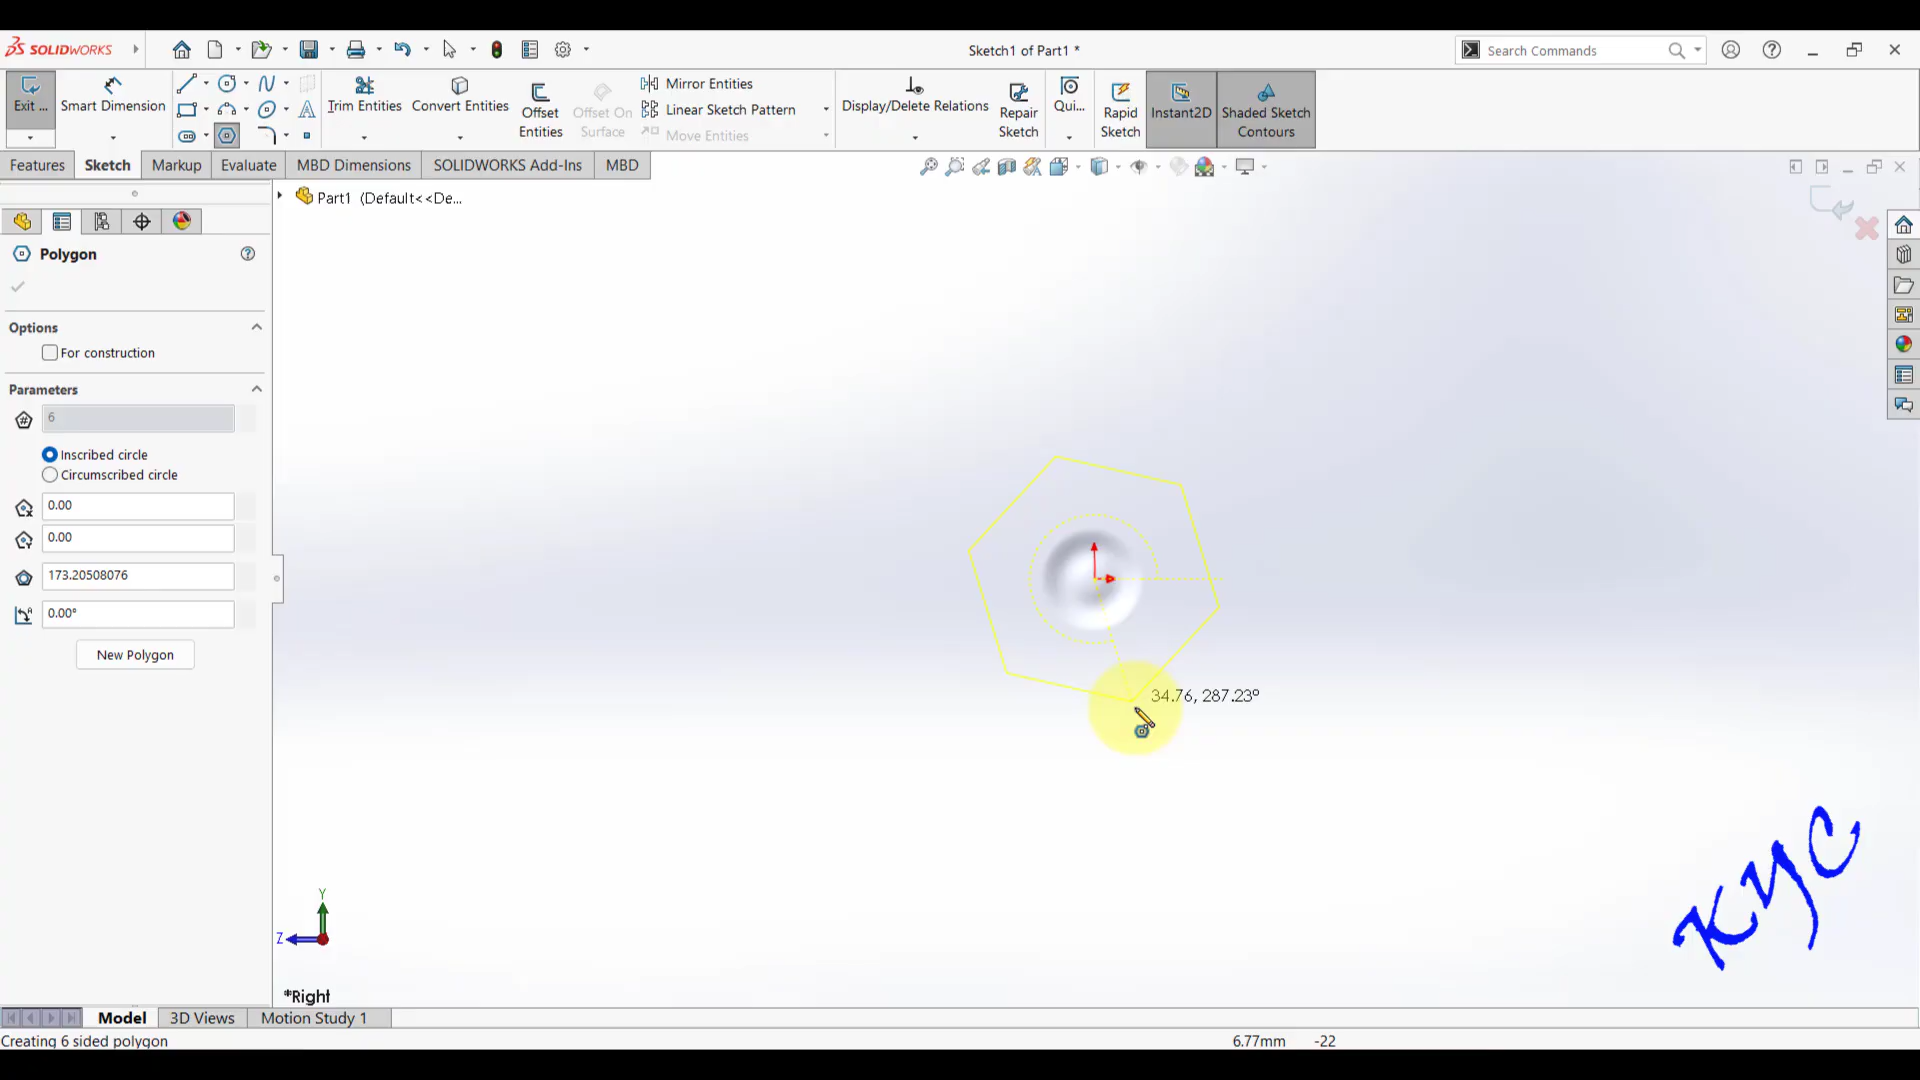 SOLIDWORKS
Sketch1 of Part1 *
Search Commands
Exit ...
Smart Dimension
Trim Entities
Convert Entities
Offset
Entities
Offset On
Surface
Mirror Entities
Linear Sketch Pattern
Move Entities
Display/Delete Relations
Repair
Sketch
Qui...
Rapid
Sketch
Instant2D
Shaded Sketch
Contours
Features
Sketch
Markup
Evaluate
MBD Dimensions
SOLIDWORKS Add-Ins
MBD
Part1 (Default<<De...
Polygon
Options
For construction
Parameters
6
Inscribed circle
Circumscribed circle
0.00
0.00
173.20508076
0.00°
New Polygon
34.76, 287.23°
KYC
Y
Z
*Right
Model
3D Views
Motion Study 1
Creating 6 sided polygon
6.77mm
-22